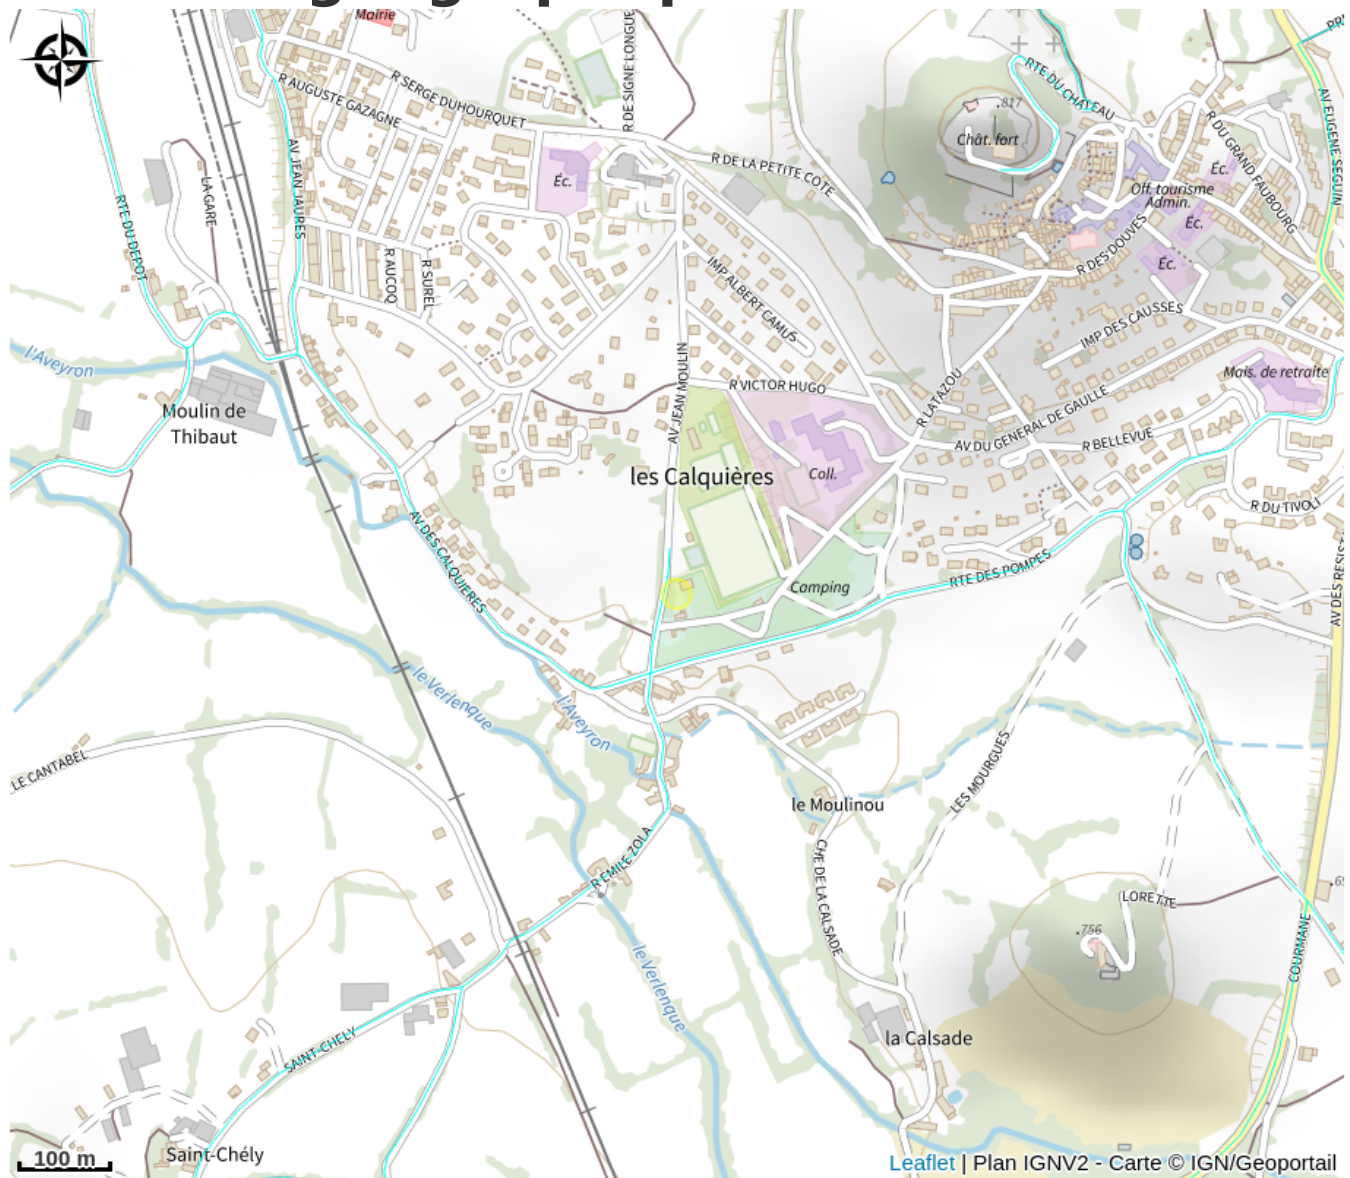 Mairie
R SERGE DUHOURQUET
R AUGUSTE GAZAGNE
R DE SIGNE LONGUE
RTE DU CHATEAU
.817
Chât. fort
R DU GRAND FAUBOURG
AV EUGENE SEGUIN
AV JEAN JAURES
LA GARE
RTE DU DEPOT
Éc.
R DE LA PETITE COTE
Éc.
Off. tourisme
Admin.
Éc.
R DES DOUVES
Éc.
R AUCOQ
R SUREL
IMP ALBERT CAMUS
IMP DES CAUSSES
l'Aveyron
Moulin de
Thibaut
AV JEAN MOULIN
R VICTOR HUGO
R LATAZOU
Mais. de retraite
AV DU GENERAL DE GAULLE
R BELLEVUE
les Calquières
Coll.
R DU TIVOLI
AV DES CALQUIERES
Camping
RTE DES POMPES
le Verlenque
l'Aveyron
LE CANTABEL
LES MOURGUES
le Moulinou
R EMILE ZOLA
CHE DE LA CALSADE
LORETTE
.756
COURMANE
le Verlenque
la Calsade
SAINT-CHELY
Saint-Chély
100 m
Leaflet | Plan IGNV2 - Carte © IGN/Geoportail